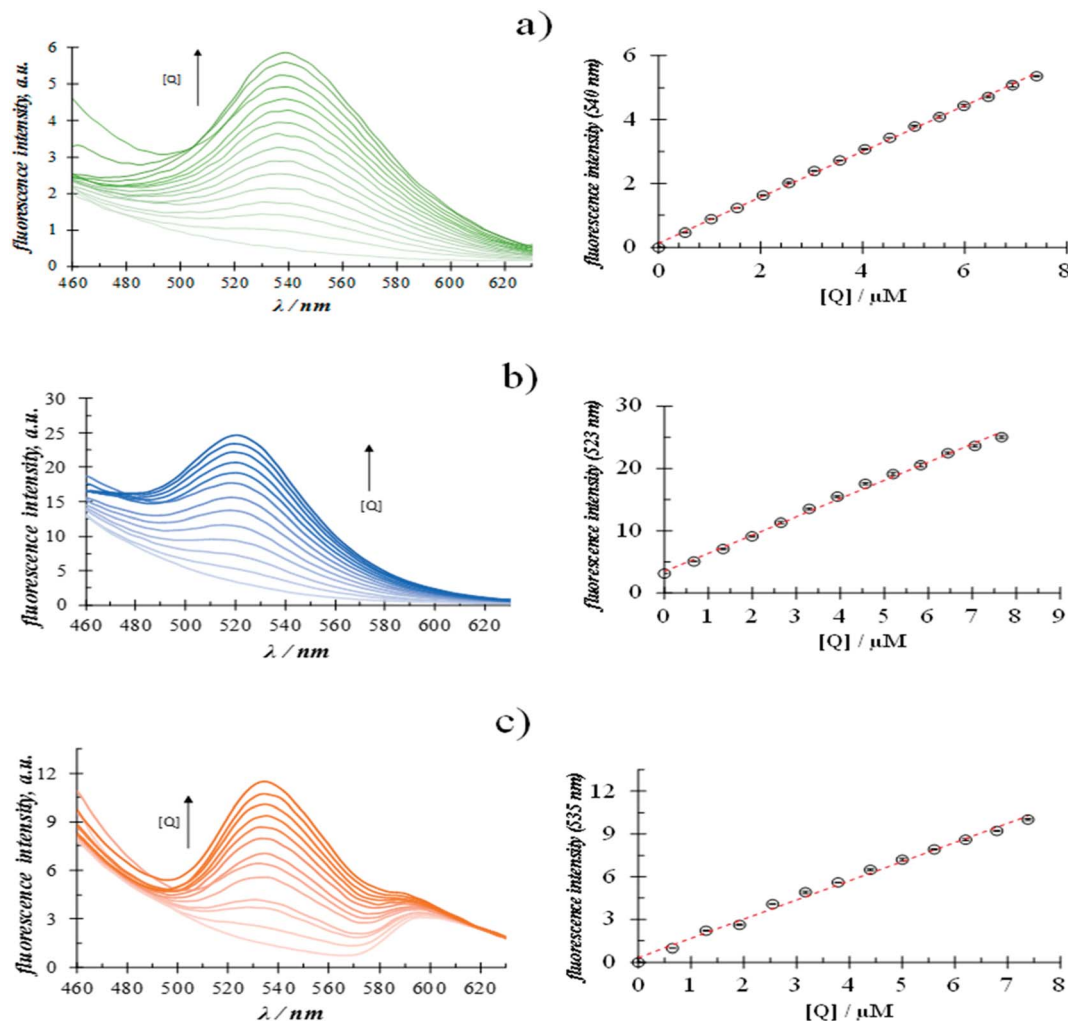 a)
6
5
4
3
2
1
0
[Q]
fluorescence intensity, a.u.
460 480 500 520 540 560 580 600 620
λ / nm
6
4
2
0
fluorescence intensity (540 nm)
0 2 4 6 8
[Q] / µM
b)
30
25
20
15
10
5
0
[Q]
fluorescence intensity, a.u.
460 480 500 520 540 560 580 600 620
λ / nm
30
20
10
0
fluorescence intensity (523 nm)
0 1 2 3 4 5 6 7 8 9
[Q] / µM
c)
12
9
6
3
0
[Q]
fluorescence intensity, a.u.
460 480 500 520 540 560 580 600 620
λ / nm
12
9
6
3
0
fluorescence intensity (535 nm)
0 1 2 3 4 5 6 7 8
[Q] / µM